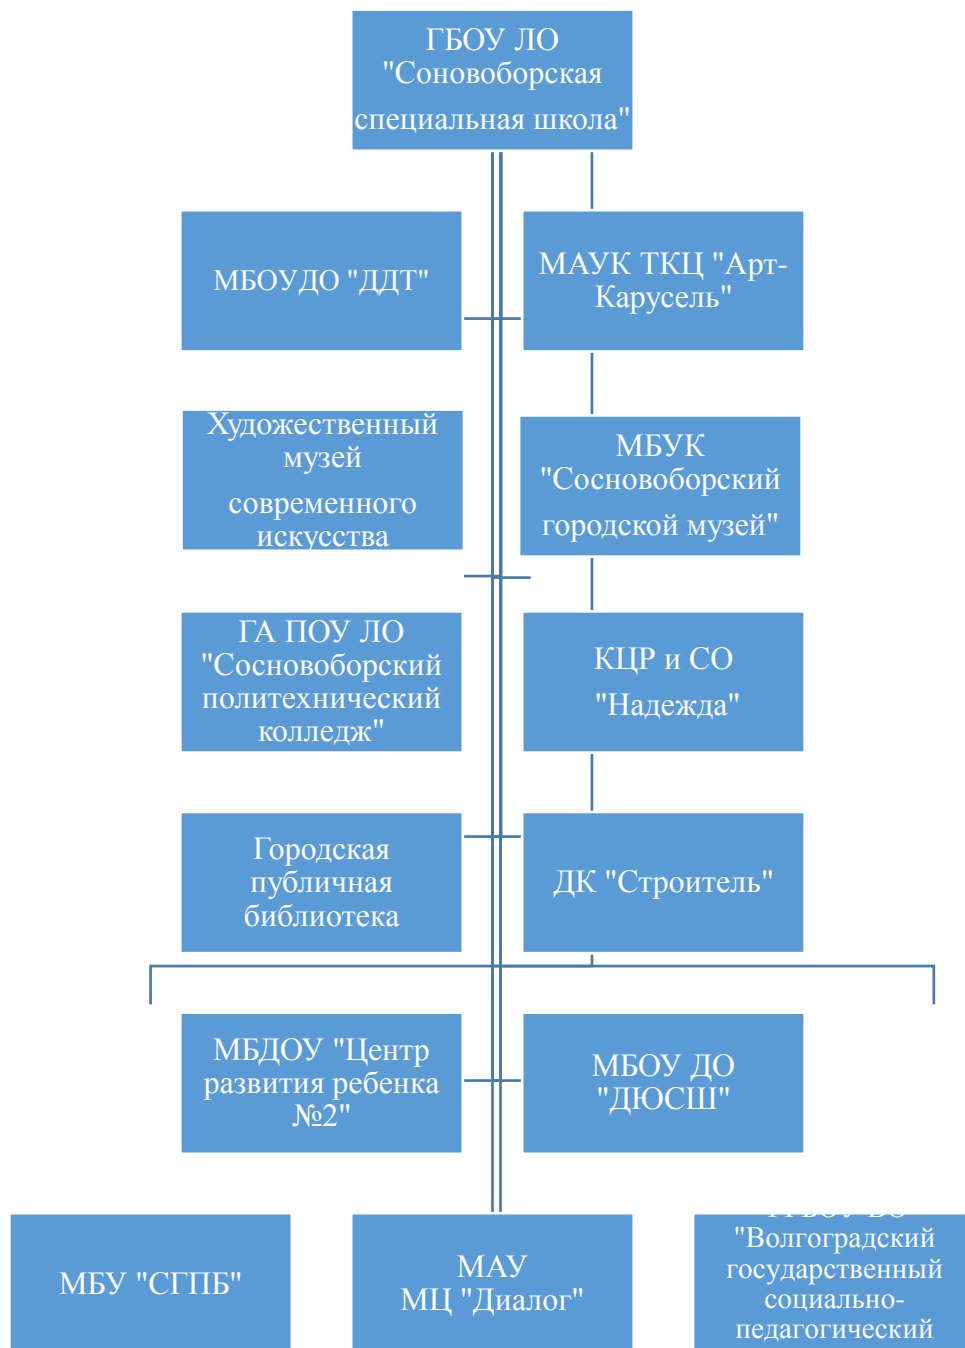 ГБОУ ЛО
"Соновоборская
специальная школа"
МБОУДО "ДДТ"
МАУК ТКЦ "Арт-
Карусель"
Художественный
музей
современного
искусства
МБУК
"Сосновоборский
городской музей"
ГА ПОУ ЛО
"Сосновоборский
политехнический
колледж"
КЦР и СО
"Надежда"
Городская
публичная
библиотека
ДК "Строитель"
МБДОУ "Центр
развития ребенка
№2"
МБОУ ДО
"ДЮСШ"
МБУ "СГПБ"
МАУ
МЦ "Диалог"
"Волгоградский
государственный
социально-
педагогический